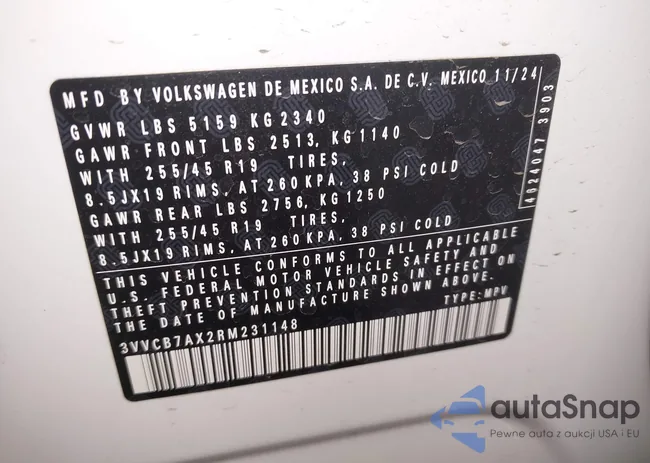 MFD BY VOLKSWAGEN DE MEXICO S.A. DE C.V. MEXICO 11/24
GVWR LBS 5159 KG 2340
GAWR FRONT LBS 2513, KG 1140
WITH 255/45 R19 TIRES,
8.5JX19 RIMS, AT 260 KPA, 38 PSI COLD
GAWR REAR LBS 2756, KG 1250
WITH 255/45 R19 TIRES,
8.5JX19 RIMS, AT 260 KPA, 38 PSI COLD
THIS VEHICLE CONFORMS TO ALL APPLICABLE
U.S. FEDERAL MOTOR VEHICLE SAFETY AND
THEFT PREVENTION STANDARDS IN EFFECT ON
THE DATE OF MANUFACTURE SHOWN ABOVE.
3VVCB7AX2RM231148 TYPE: MPV
4624047 3903
autaSnap
Pewne auta z aukcji USA i EU